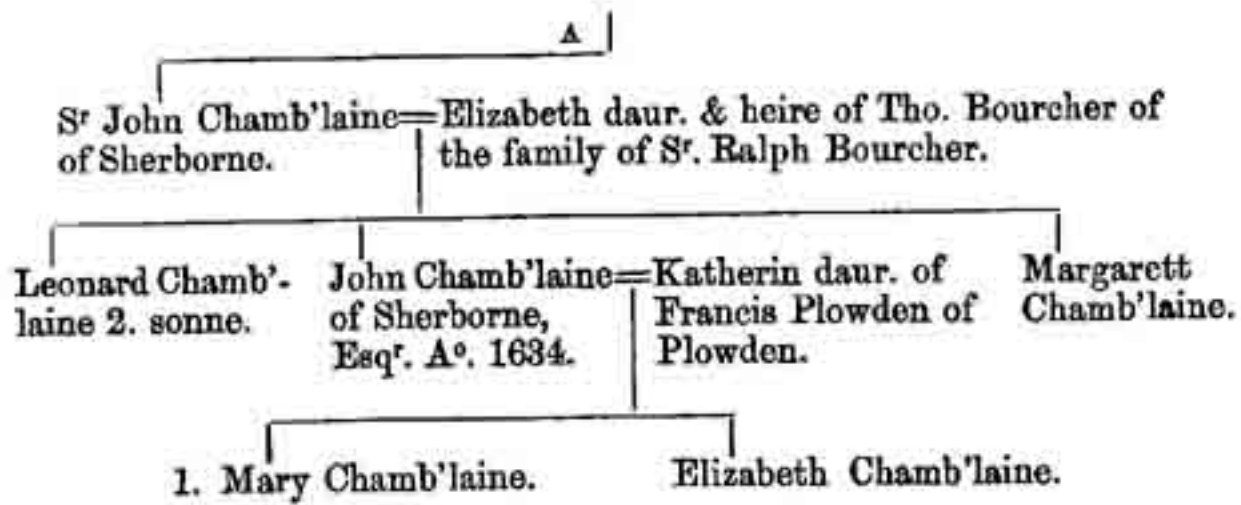 A
Sr John Chamb'laine=Elizabeth daur. & heire of Tho. Bourcher of
of Sherborne. the family of Sr. Ralph Bourcher.
Leonard Chamb'-
laine 2. sonne.
John Chamb'laine=Katherin daur. of
of Sherborne, Francis Plowden of
Esqr. Ao. 1634. Plowden.
Margarett
Chamb'laine.
1. Mary Chamb'laine. Elizabeth Chamb'laine.